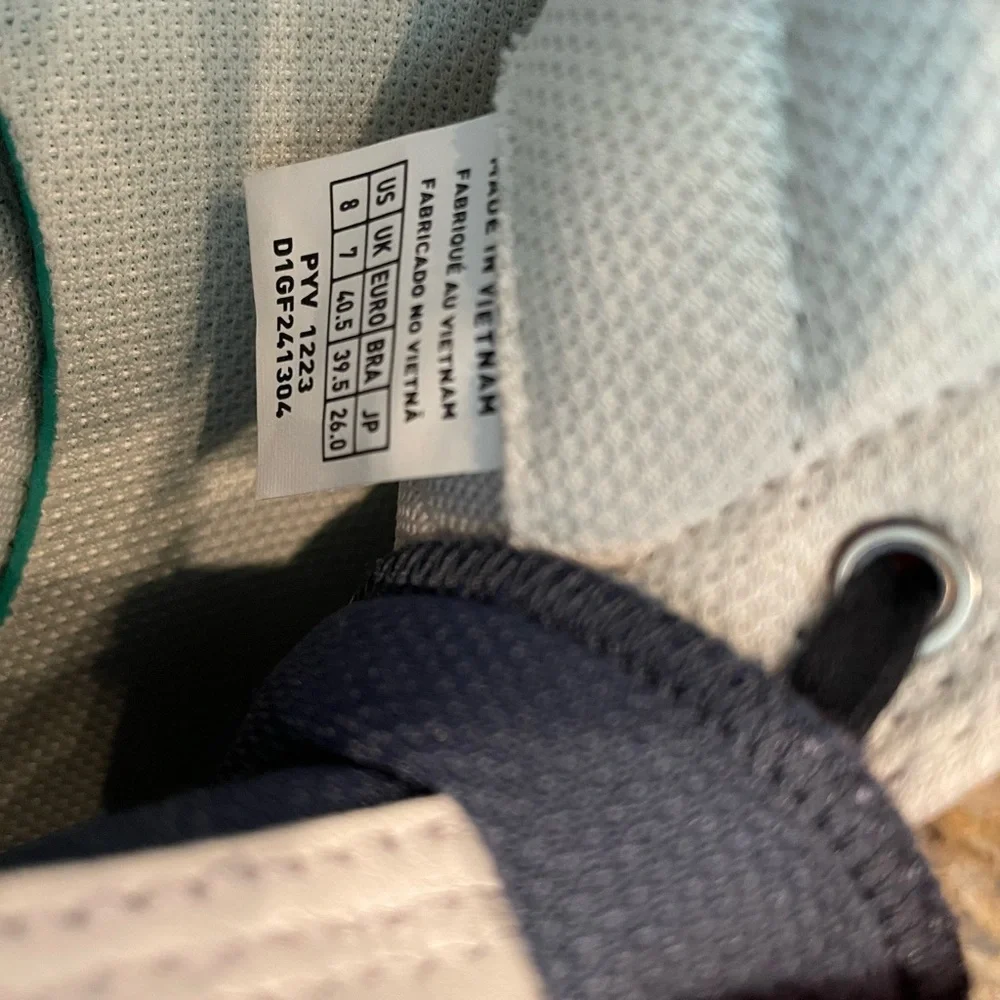 MADE IN VIETNAM
FABRIQUÉ AU VIETNAM
FABRICADO NO VIETNÃ
US UK EURO BRA JP
8 7 40.5 39.5 26.0
PYV 1223
D1GF241304